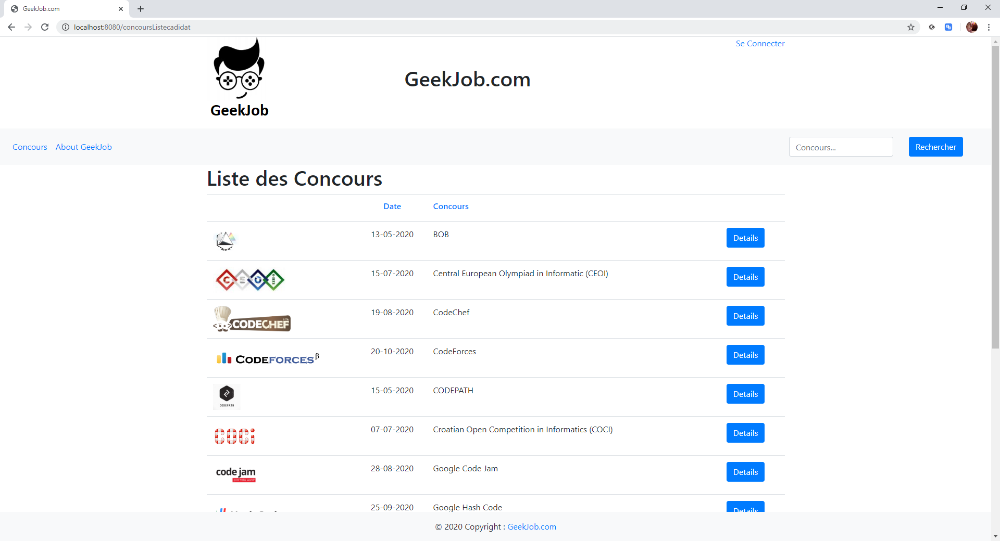 GeekJob.com
localhost:8080/concoursListecadidat
Se Connecter
GeekJob.com
GeekJob
Concours About GeekJob Concours... Rechercher
Liste des Concours
Date Concours
13-05-2020 BOB Details
CEOI 15-07-2020 Central European Olympiad in Informatic (CEOI) Details
CODECHEF BETA 19-08-2020 CodeChef Details
CODEFORCES β 20-10-2020 CodeForces Details
CODEPATH 15-05-2020 CODEPATH Details
COCi 07-07-2020 Croatian Open Competition in Informatics (COCI) Details
code jam 28-08-2020 Google Code Jam Details
25-09-2020 Google Hash Code Details
© 2020 Copyright : GeekJob.com